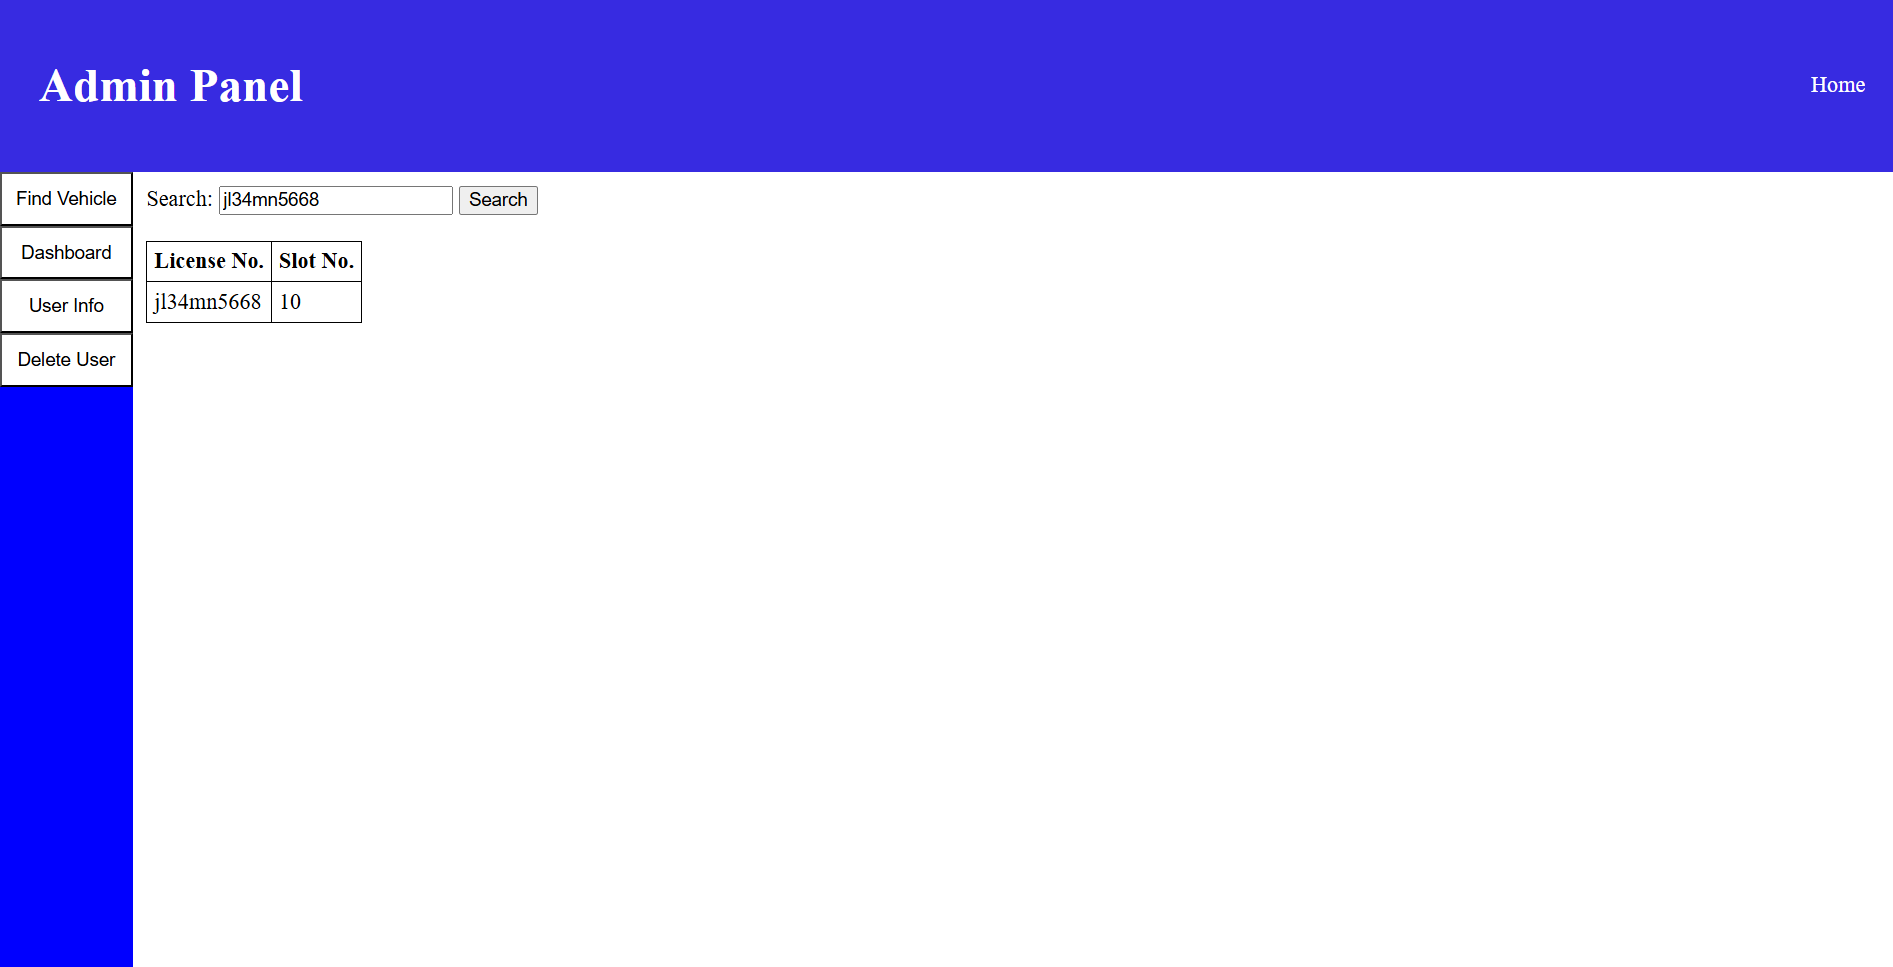 Admin Panel
Home
Find Vehicle
Dashboard
User Info
Delete User
Search: jl34mn5668 Search
License No. Slot No.
jl34mn5668 10